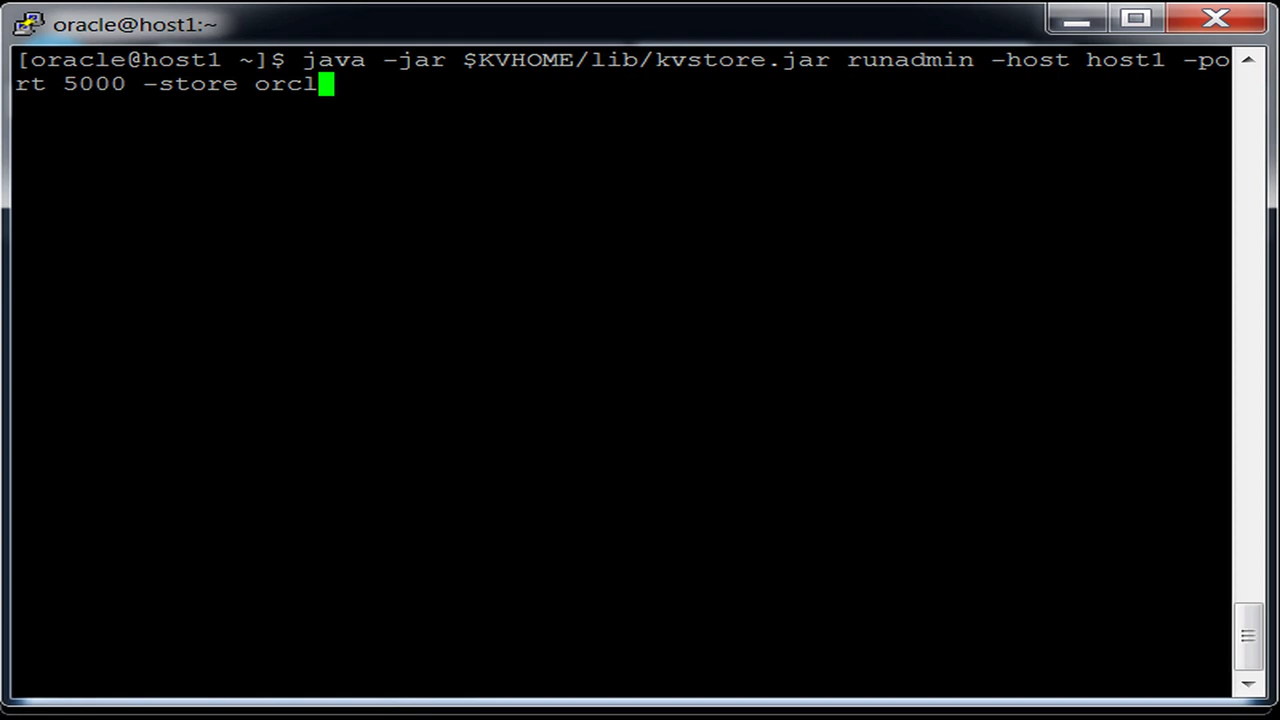 oracle@host1:~
[oracle@host1 ~]$ java -jar $KVHOME/lib/kvstore.jar runadmin -host host1 -po
rt 5000 -store orcl